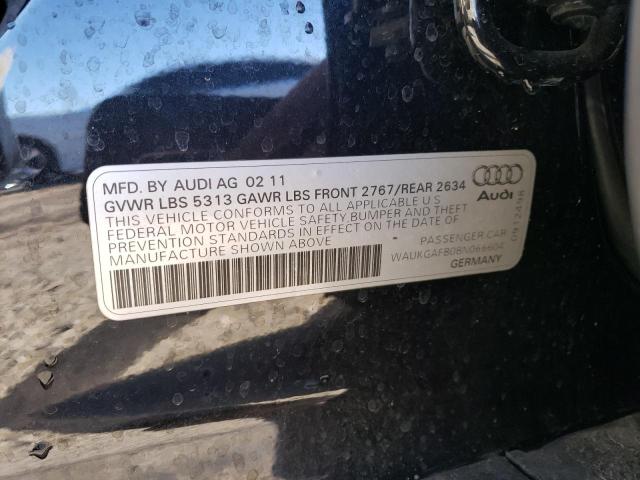 MFD. BY AUDI AG 02 11
GVWR LBS 5313 GAWR LBS FRONT 2767/REAR 2634
THIS VEHICLE CONFORMS TO ALL APPLICABLE U S
FEDERAL MOTOR VEHICLE SAFETY,BUMPER AND THEFT
PREVENTION STANDARDS IN EFFECT ON THE DATE OF
MANUFACTURE SHOWN ABOVE
Audi
PASSENGER CAR
WAUKGAFB0BN066604
GERMANY
0912498